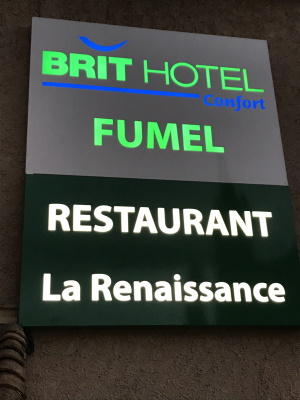 BRIT HOTEL
Confort
FUMEL
RESTAURANT
La Renaissance